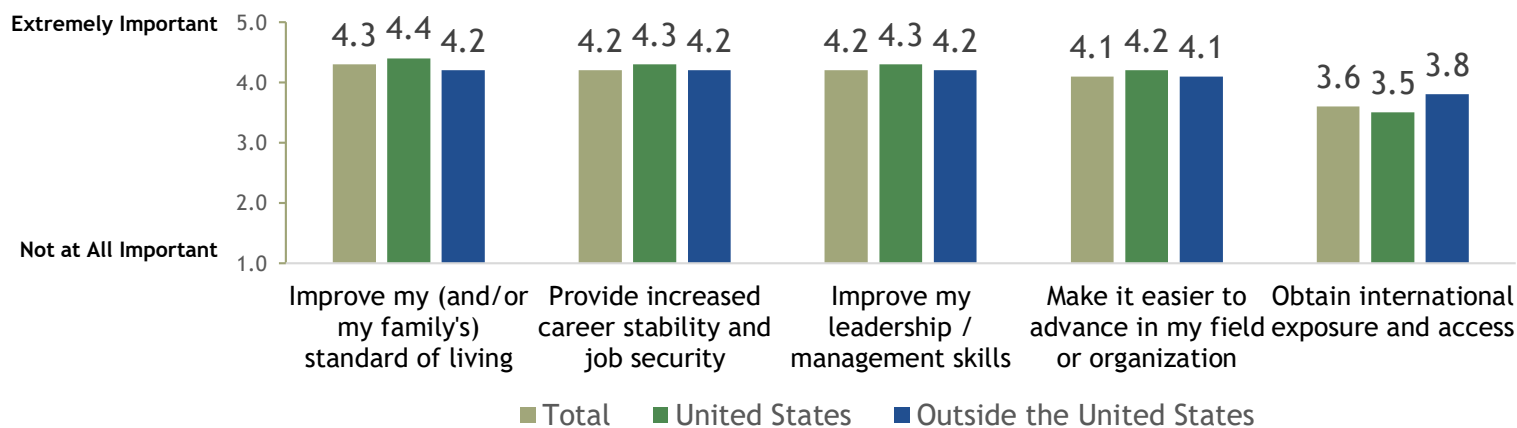 Extremely Important
5.0
4.0
3.0
2.0
Not at All Important
1.0
4.3 4.4 4.2
4.2 4.3 4.2
4.2 4.3 4.2
4.1 4.2 4.1
3.6 3.5 3.8
Improve my (and/or
my family's)
standard of living
Provide increased
career stability and
job security
Improve my
leadership /
management skills
Make it easier to
advance in my field
or organization
Obtain international
exposure and access
Total United States Outside the United States